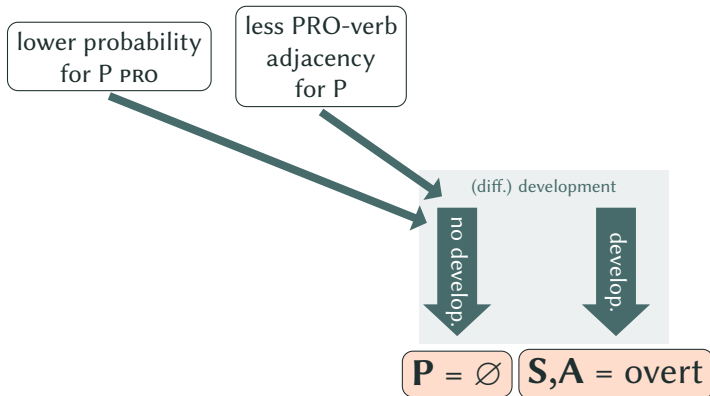 lower probability
for P PRO
less PRO-verb
adjacency
for P
(diff.) development
no develop.
develop.
P = ∅
S,A = overt